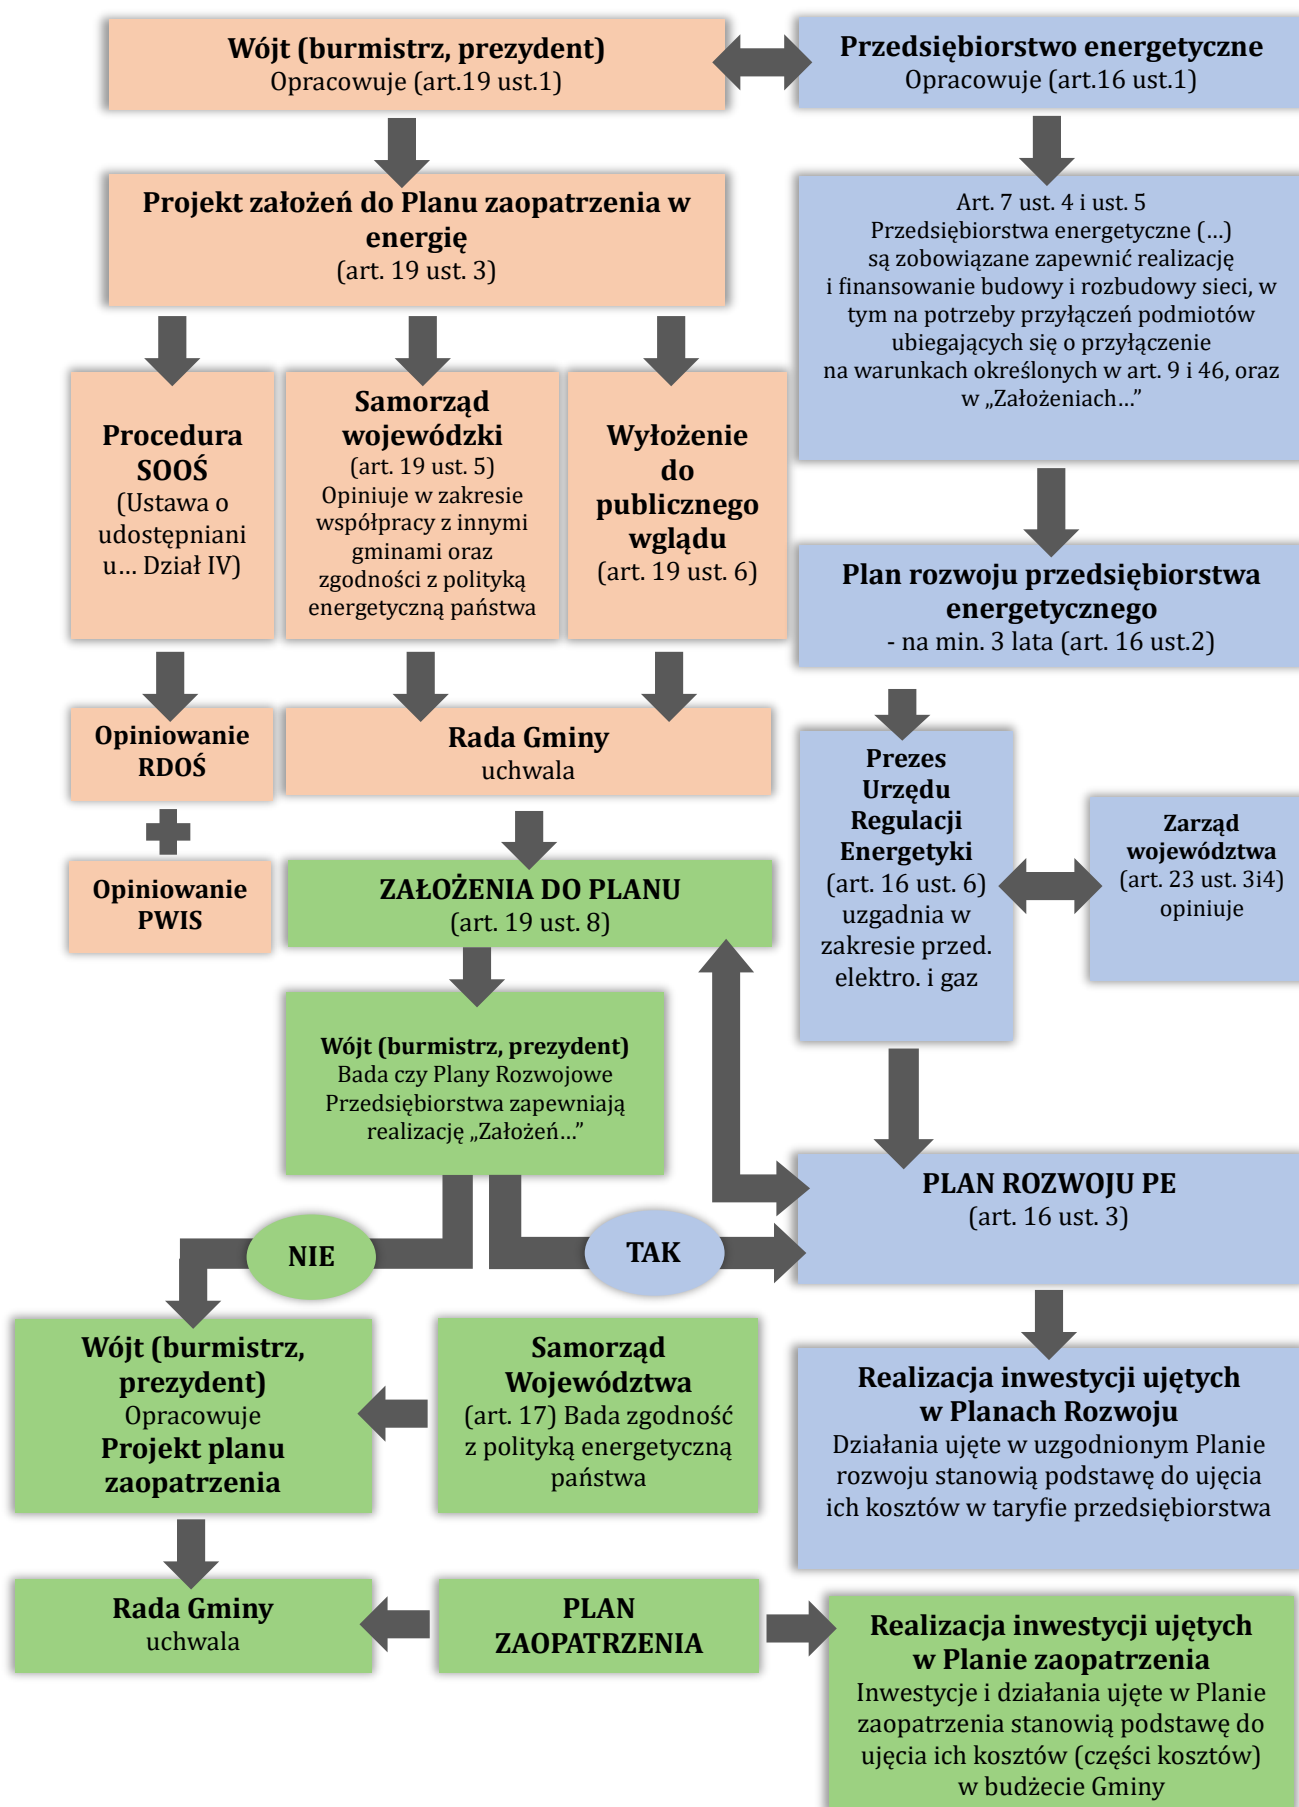 Wójt (burmistrz, prezydent)
Opracowuje (art.19 ust.1)
Przedsiębiorstwo energetyczne
Opracowuje (art.16 ust.1)
Projekt założeń do Planu zaopatrzenia w
energię
(art. 19 ust. 3)
Art. 7 ust. 4 i ust. 5
Przedsiębiorstwa energetyczne (…)
są zobowiązane zapewnić realizację
i finansowanie budowy i rozbudowy sieci, w
tym na potrzeby przyłączeń podmiotów
ubiegających się o przyłączenie
na warunkach określonych w art. 9 i 46, oraz
w „Założeniach…”
Procedura
SOOŚ
(Ustawa o
udostępniani
u… Dział IV)
Samorząd
wojewódzki
(art. 19 ust. 5)
Opiniuje w zakresie
współpracy z innymi
gminami oraz
zgodności z polityką
energetyczną państwa
Wyłożenie
do
publicznego
wglądu
(art. 19 ust. 6)
Plan rozwoju przedsiębiorstwa
energetycznego
- na min. 3 lata (art. 16 ust.2)
Opiniowanie
RDOŚ
Rada Gminy
uchwala
Prezes
Urzędu
Regulacji
Energetyki
(art. 16 ust. 6)
uzgadnia w
zakresie przed.
elektro. i gaz
Zarząd
województwa
(art. 23 ust. 3i4)
opiniuje
Opiniowanie
PWIS
ZAŁOŻENIA DO PLANU
(art. 19 ust. 8)
Wójt (burmistrz, prezydent)
Bada czy Plany Rozwojowe
Przedsiębiorstwa zapewniają
realizację „Założeń…”
PLAN ROZWOJU PE
(art. 16 ust. 3)
NIE
TAK
Wójt (burmistrz,
prezydent)
Opracowuje
Projekt planu
zaopatrzenia
Samorząd
Województwa
(art. 17) Bada zgodność
z polityką energetyczną
państwa
Realizacja inwestycji ujętych
w Planach Rozwoju
Działania ujęte w uzgodnionym Planie
rozwoju stanowią podstawę do ujęcia
ich kosztów w taryfie przedsiębiorstwa
Rada Gminy
uchwala
PLAN
ZAOPATRZENIA
Realizacja inwestycji ujętych
w Planie zaopatrzenia
Inwestycje i działania ujęte w Planie
zaopatrzenia stanowią podstawę do
ujęcia ich kosztów (części kosztów)
w budżecie Gminy